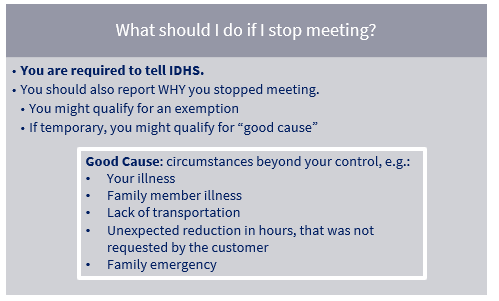 What should I do if I stop meeting?
• You are required to tell IDHS.
• You should also report WHY you stopped meeting.
• You might qualify for an exemption
• If temporary, you might qualify for “good cause”
Good Cause: circumstances beyond your control, e.g.:
• Your illness
• Family member illness
• Lack of transportation
• Unexpected reduction in hours, that was not
requested by the customer
• Family emergency